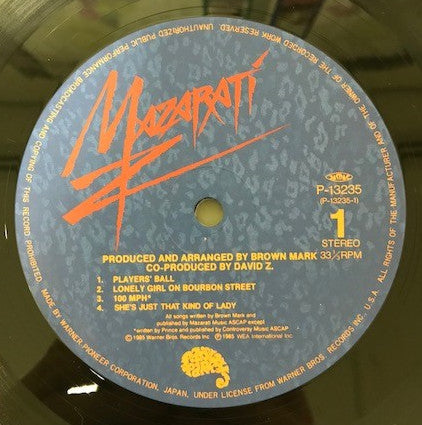 Mazarati
P-13235
(P-13235-1)
1
STEREO
33⅓RPM
PRODUCED AND ARRANGED BY BROWN MARK
CO-PRODUCED BY DAVID Z.
1. PLAYERS' BALL
2. LONELY GIRL ON BOURBON STREET
3. 100 MPH*
4. SHE'S JUST THAT KIND OF LADY
All songs written by Brown Mark and
published by Mazarati Music ASCAP except
*written by Prince and published by Controversy Music ASCAP
©1985 Warner Bros. Records Inc ℗1985 WEA International Inc.
ALL RIGHTS OF THE MANUFACTURER AND OF THE OWNER OF THE RECORDED WORK RESERVED. UNAUTHORIZED PUBLIC PERFORMANCE BROADCASTING AND COPYING OF THIS RECORD PROHIBITED.
MADE BY WARNER-PIONEER CORPORATION, JAPAN, UNDER LICENSE FROM WARNER BROS. RECORDS INC., U.S.A.